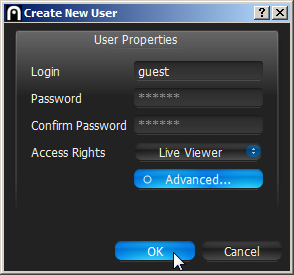 Create New User
User Properties
Login guest
Password ******
Confirm Password ******
Access Rights Live Viewer
Advanced...
OK Cancel